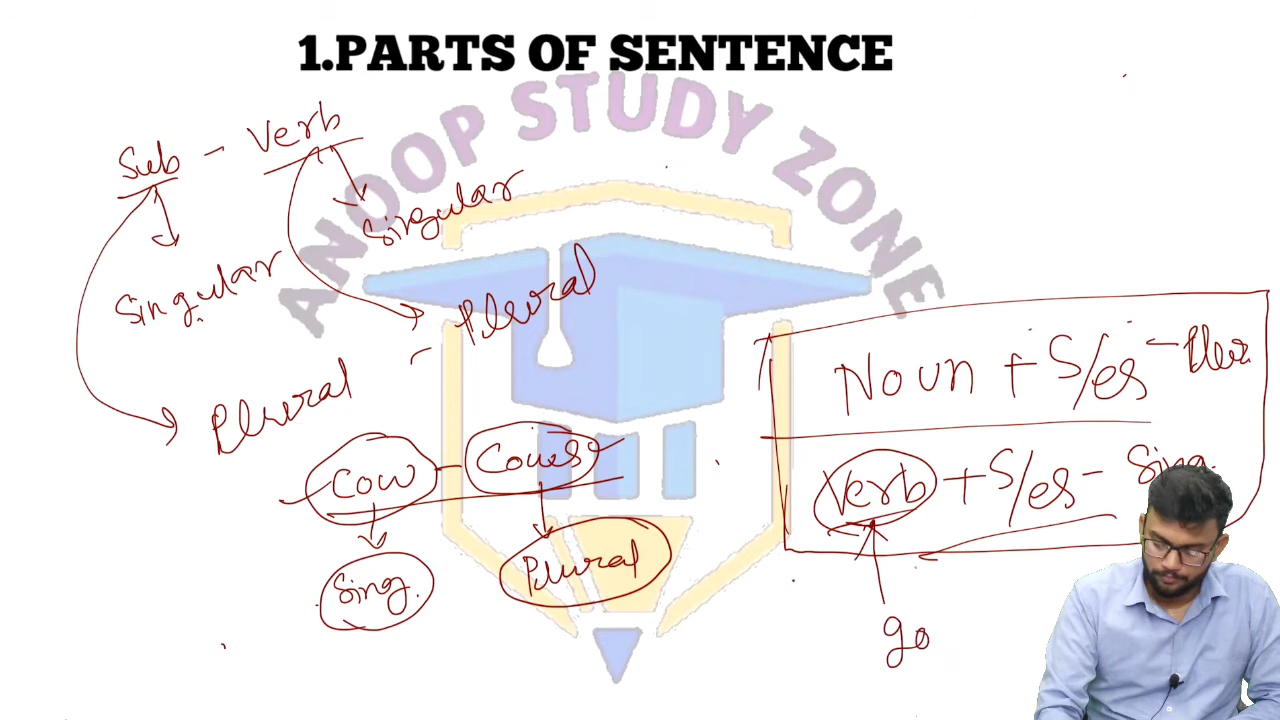 1.PARTS OF SENTENCE
ANOOP STUDY ZONE
Sub - Verb
Singular
Singular
Plural - Plural
Noun + S/es - Plur.
Cow - Cows
Verb + S/es - Sing.
Sing.
Plural
go